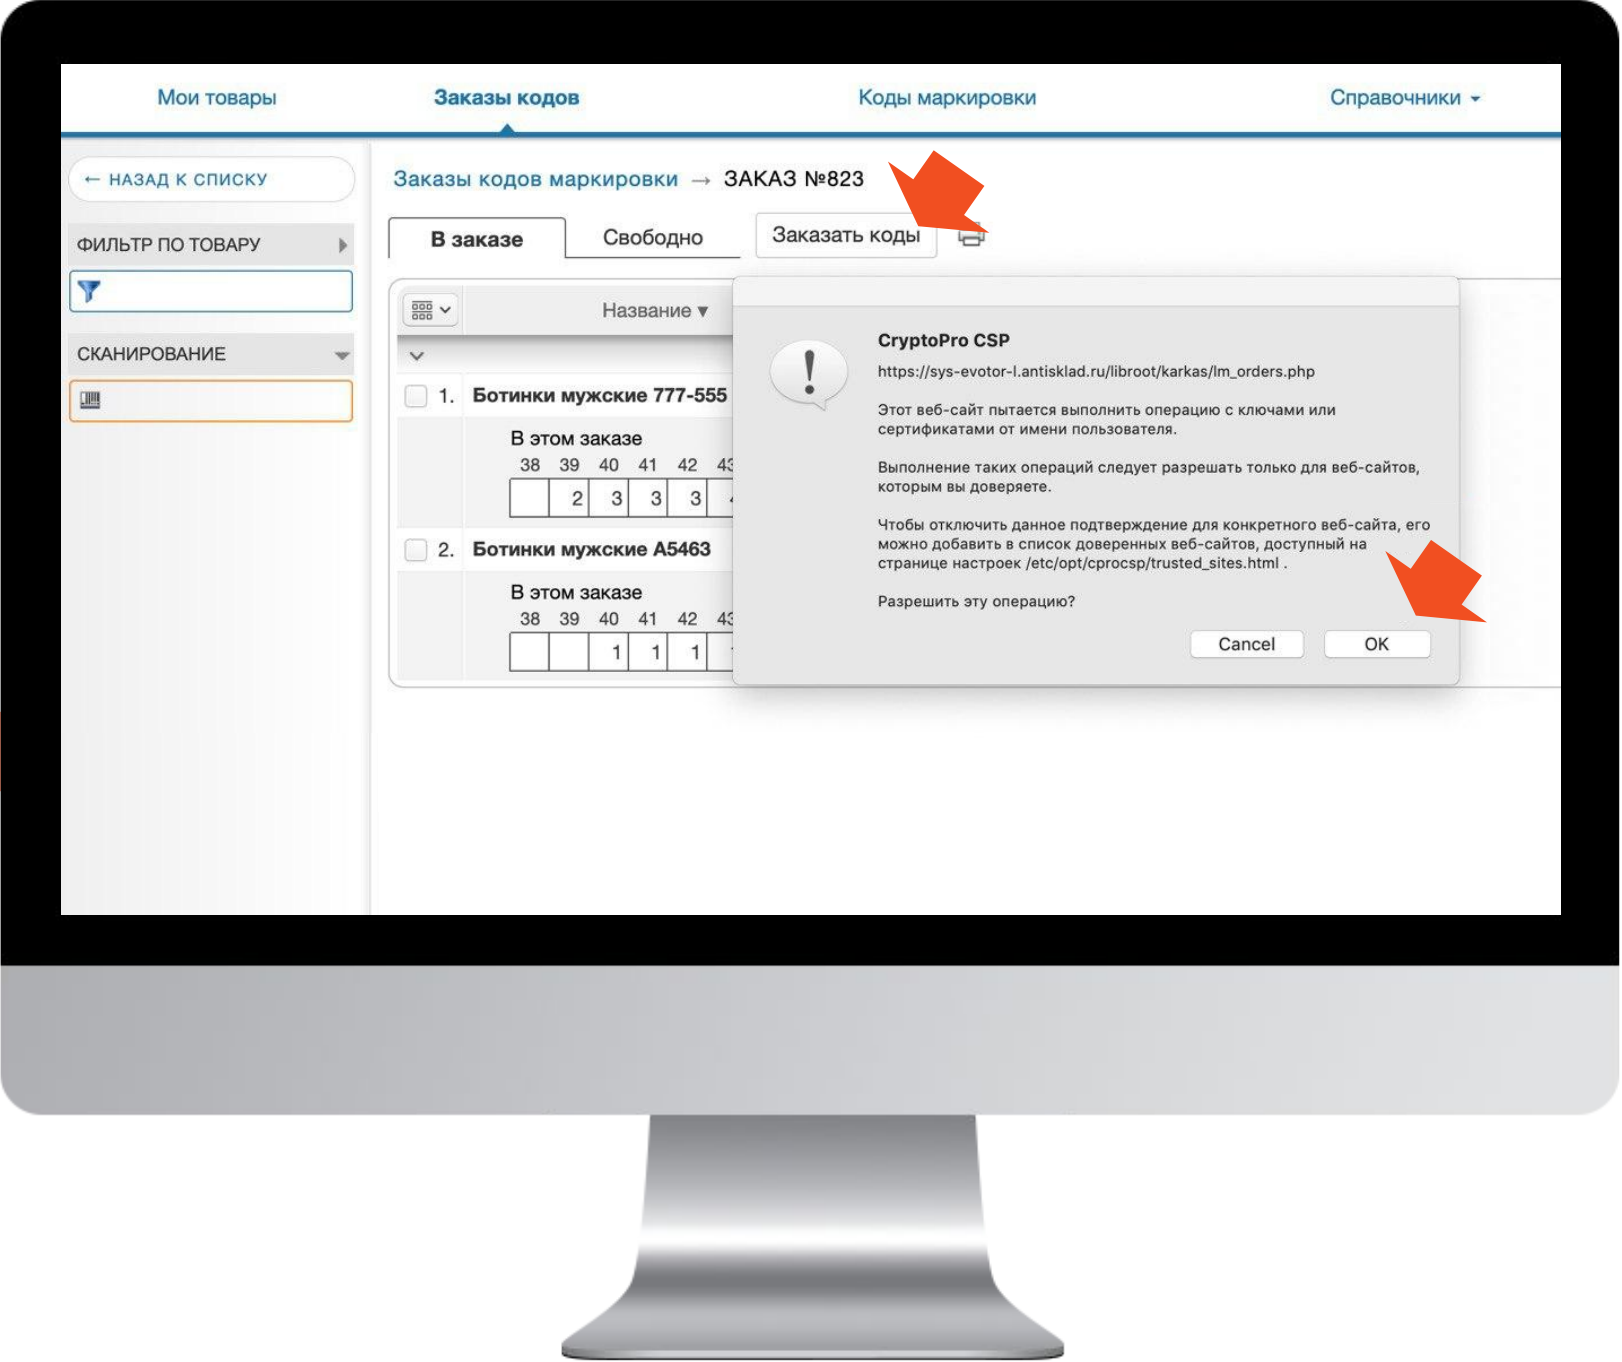 Мои товары
Заказы кодов
Коды маркировки
Справочники
← НАЗАД К СПИСКУ
ФИЛЬТР ПО ТОВАРУ
СКАНИРОВАНИЕ
Заказы кодов маркировки → ЗАКАЗ №823
В заказе
Свободно
Заказать коды
Название ▾
1. Ботинки мужские 777-555
В этом заказе
38 39 40 41 42
2 3 3 3
2. Ботинки мужские A5463
В этом заказе
38 39 40 41 42
1 1 1
CryptoPro CSP
https://sys-evotor-l.antisklad.ru/libroot/karkas/lm_orders.php
Этот веб-сайт пытается выполнить операцию с ключами или
сертификатами от имени пользователя.
Выполнение таких операций следует разрешать только для веб-сайтов,
которым вы доверяете.
Чтобы отключить данное подтверждение для конкретного веб-сайта, его
можно добавить в список доверенных веб-сайтов, доступный на
странице настроек /etc/opt/cprocsp/trusted_sites.html .
Разрешить эту операцию?
Cancel
OK